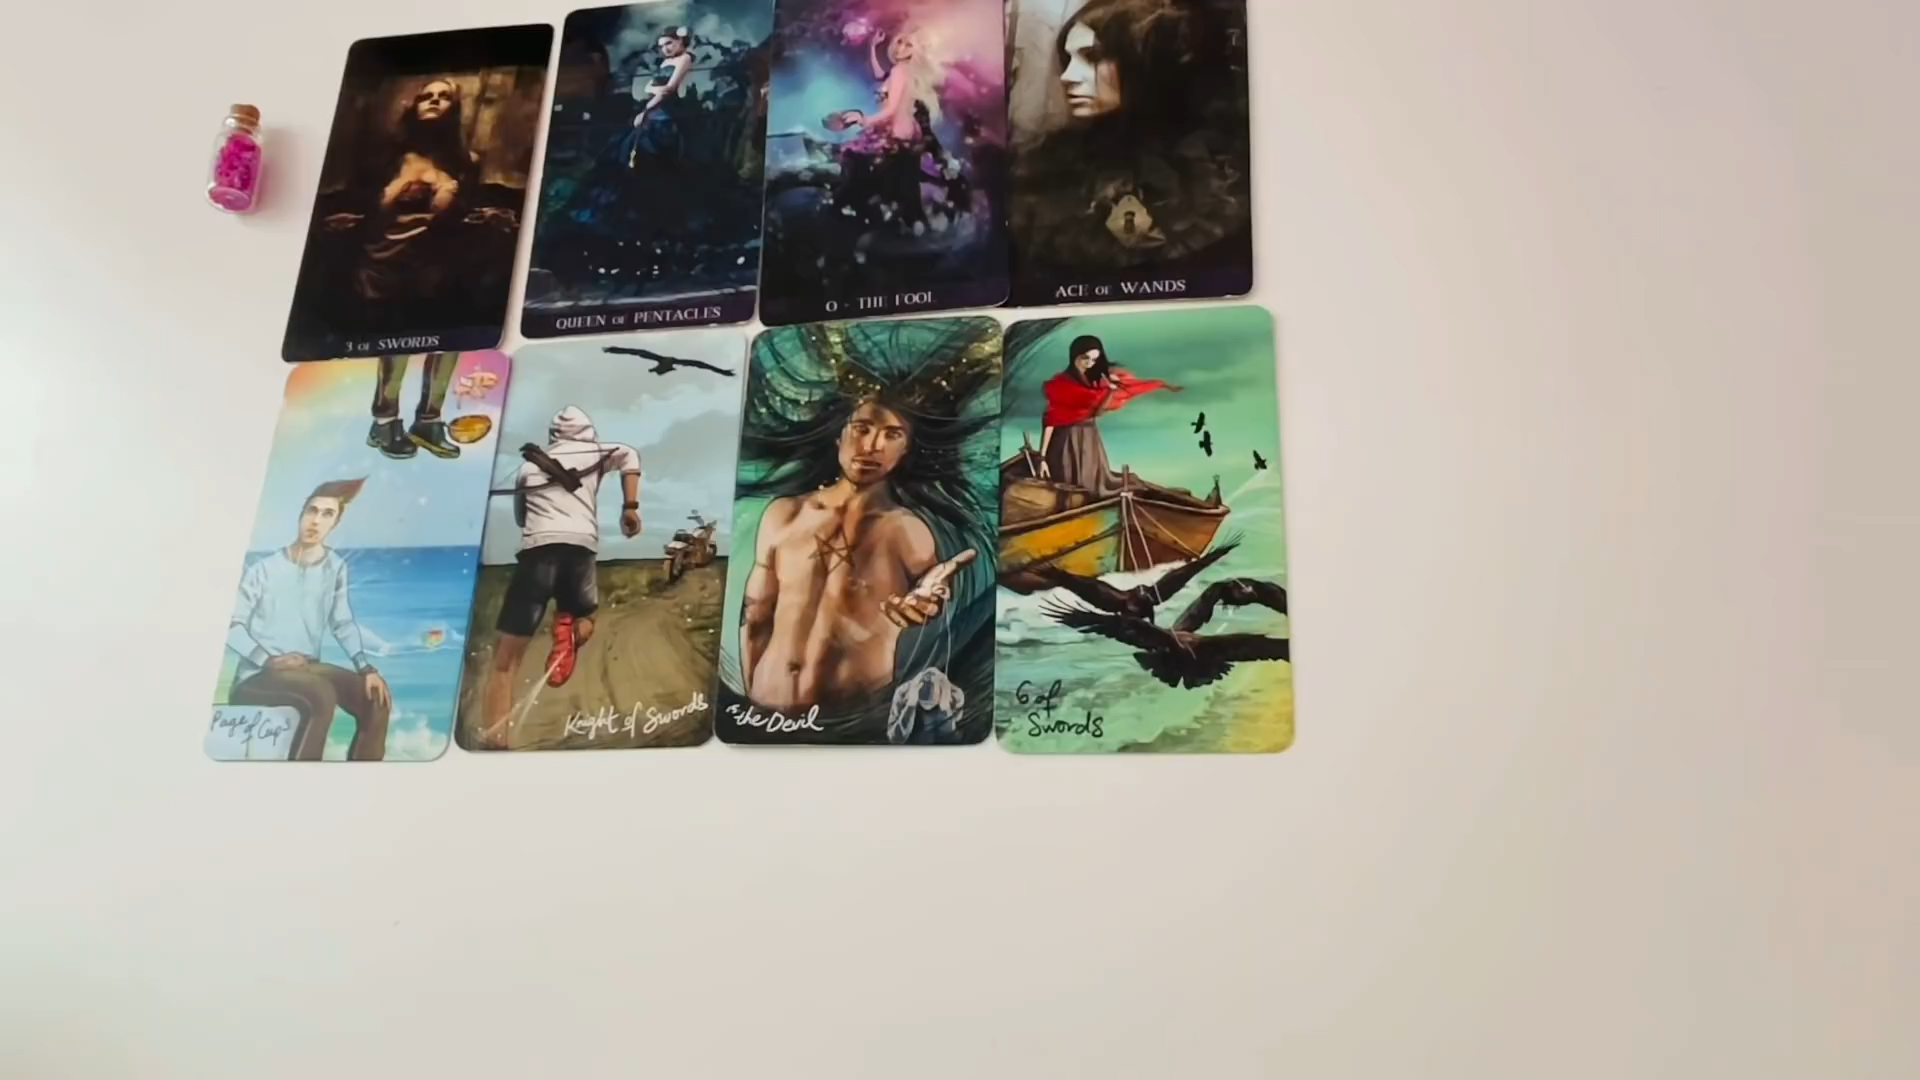 3 OF SWORDS
QUEEN OF PENTACLES
0 - THE FOOL
ACE OF WANDS
Page of Cups
Knight of Swords
15 the Devil
6 of
Swords